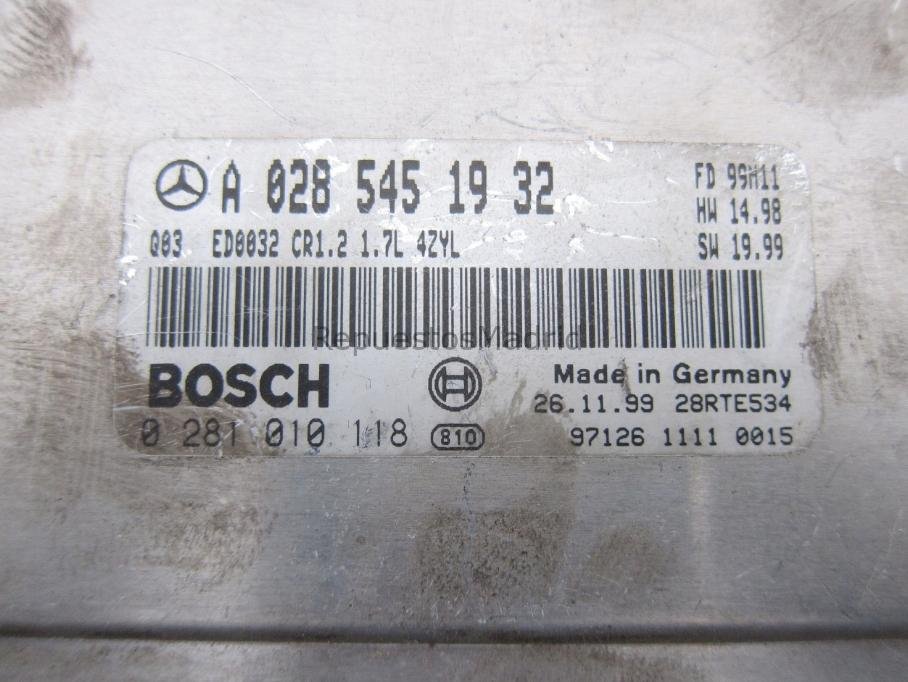 A 028 545 19 32
FD 99M11
HW 14.98
Q03 ED0032 CR1.2 1.7L 4ZYL
SW 19.99
RepuestosMadrid
BOSCH
Made in Germany
26.11.99 28RTE534
0 281 010 118 810
97126 1111 0015